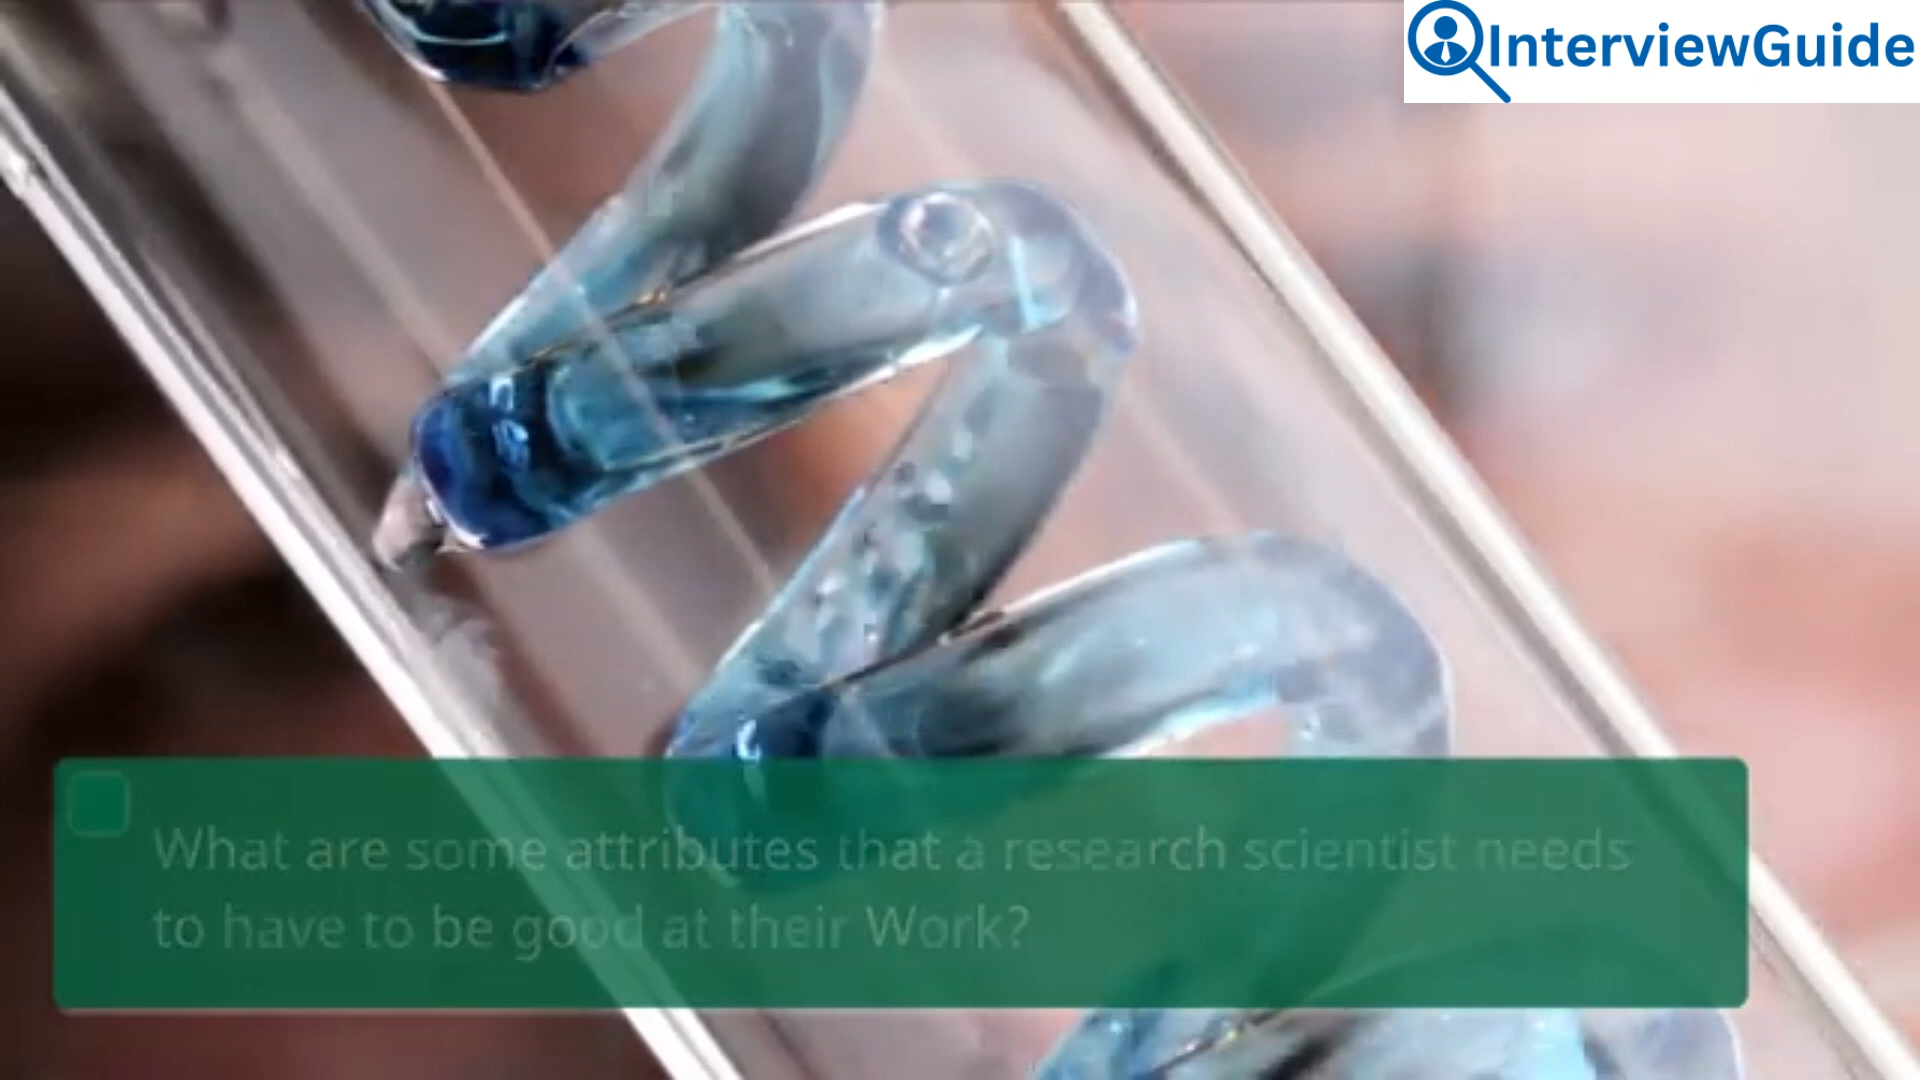 InterviewGuide
What are some attributes that a research scientist needs
to have to be good at their Work?